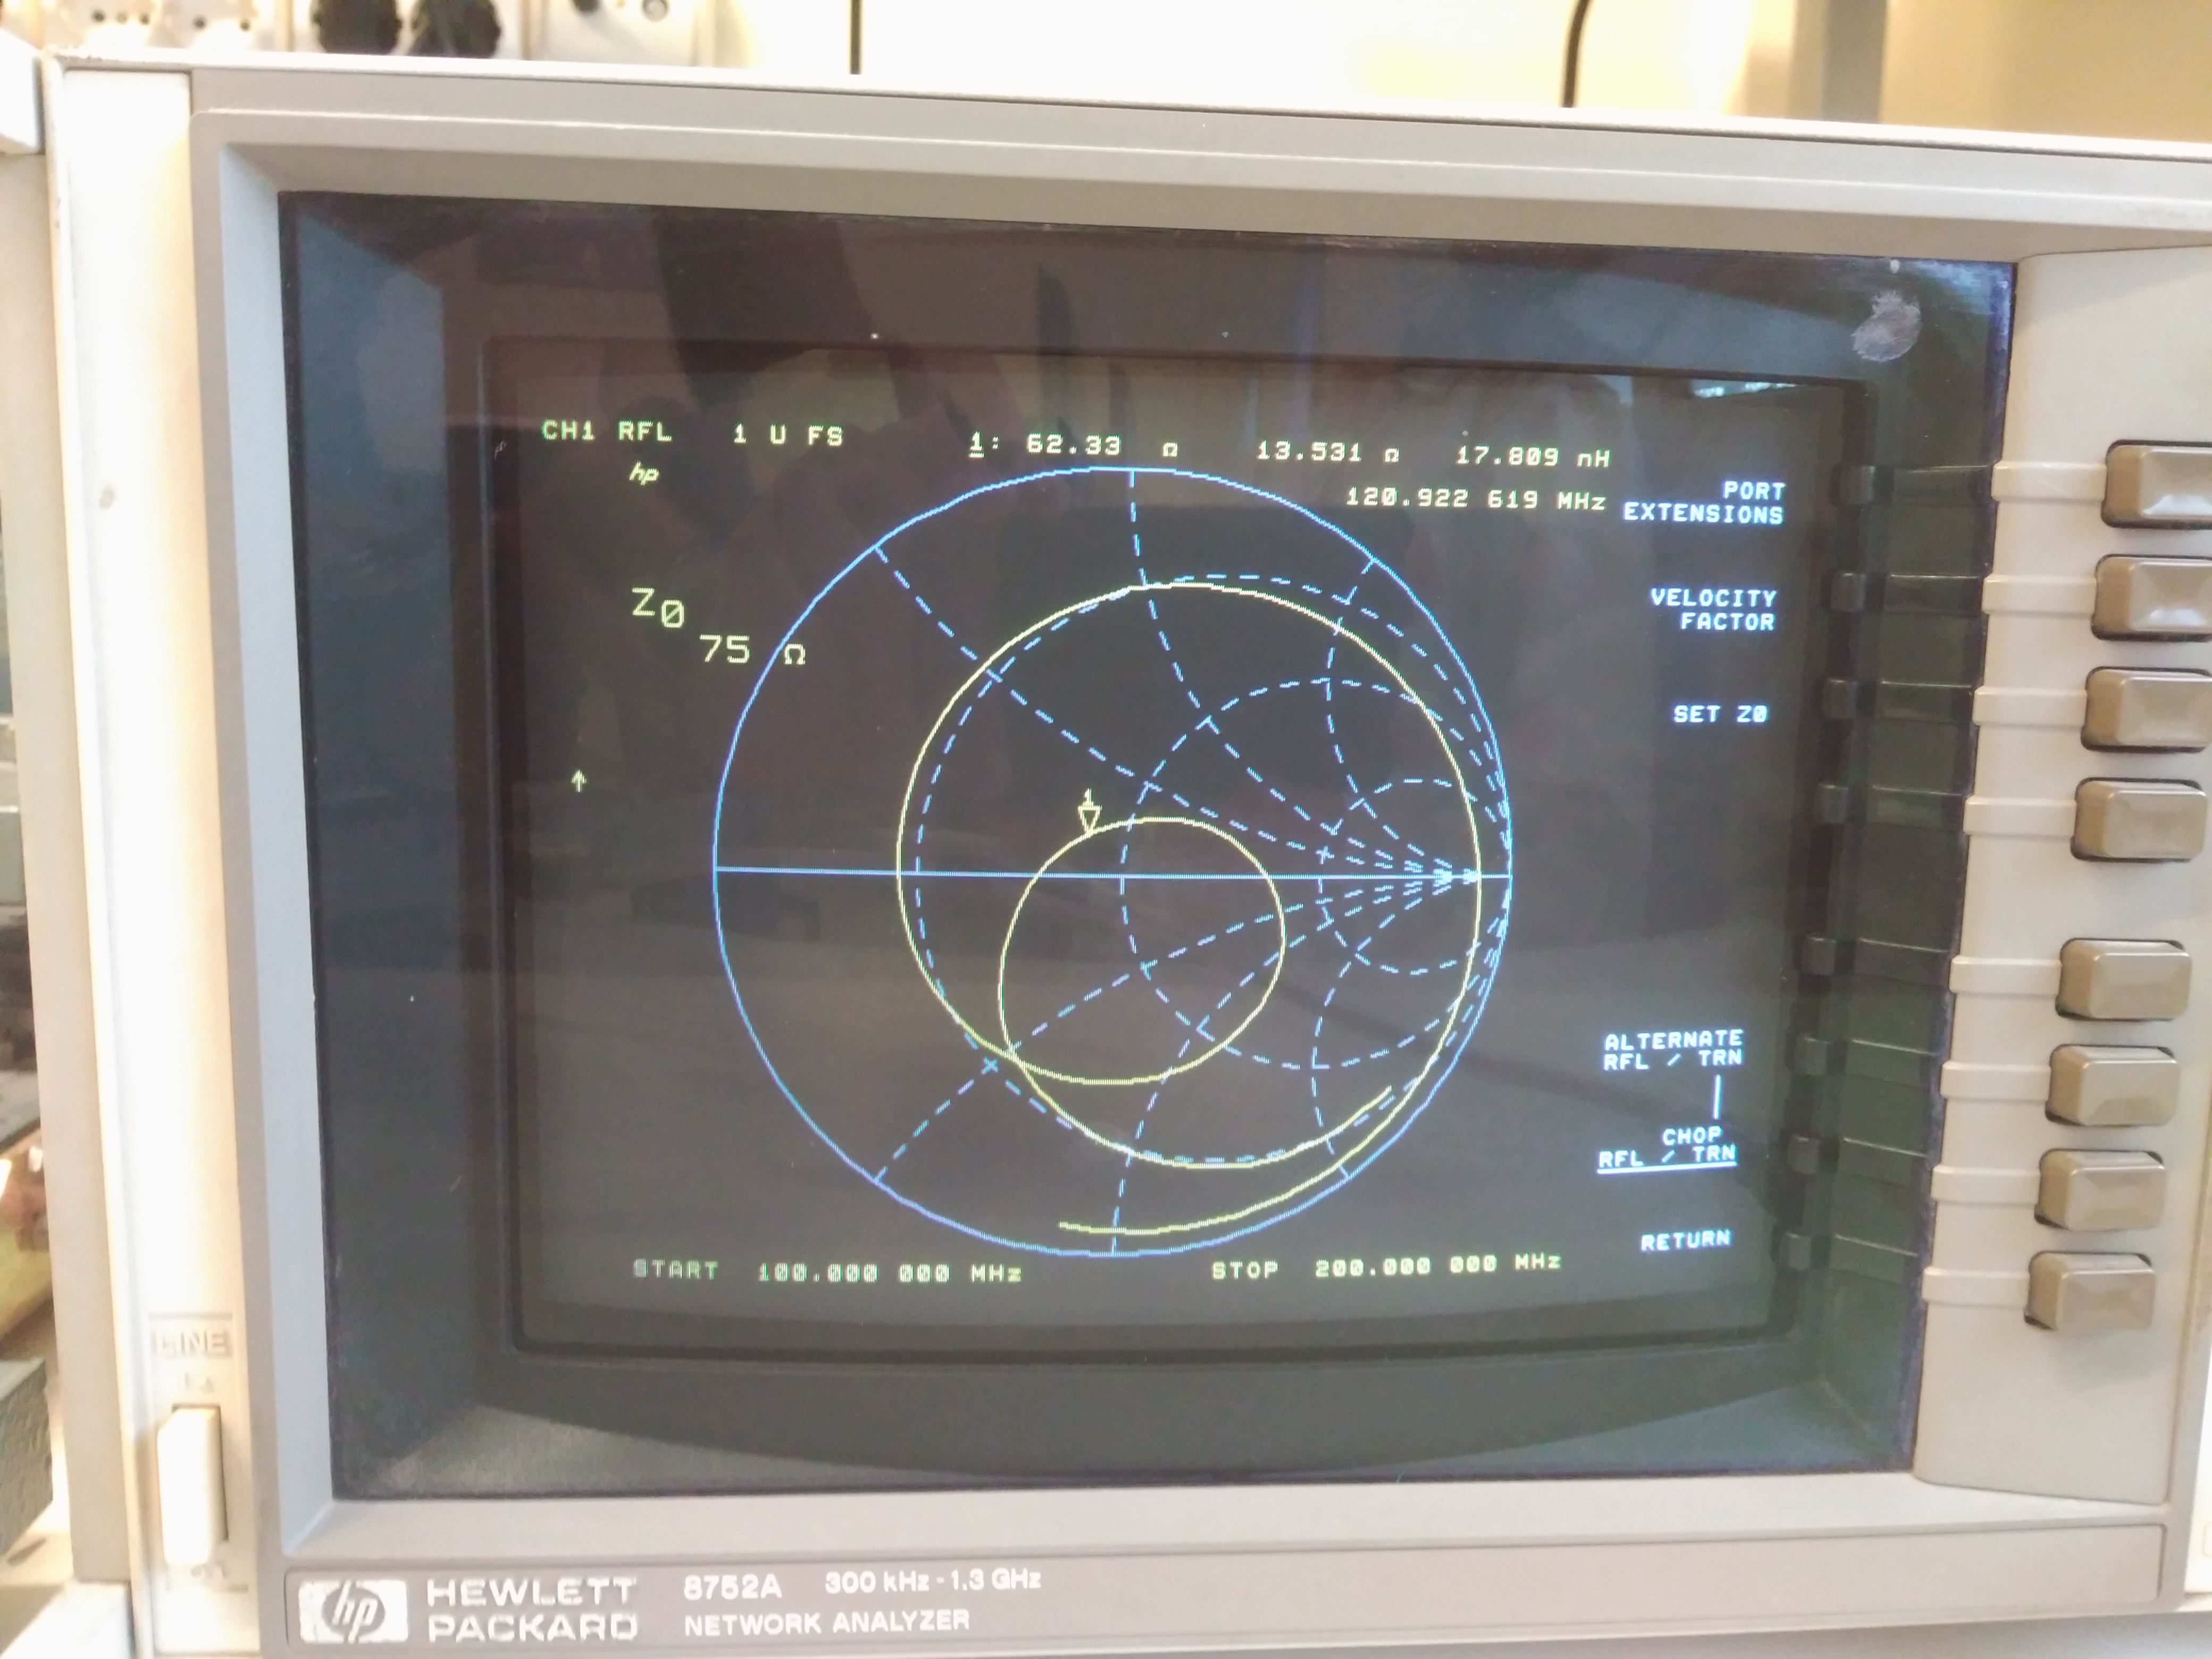 CH1 RFL 1 U FS 1: 62.33 Ω 13.531 Ω 17.809 nH
hp
120.922 619 MHz
PORT
EXTENSIONS
Z0
75 Ω
VELOCITY
FACTOR
SET Z0
↑
1
ALTERNATE
RFL / TRN
CHOP
RFL / TRN
RETURN
START 100.000 000 MHz STOP 200.000 000 MHz
LINE
hp HEWLETT
PACKARD
8752A 300 kHz - 1.3 GHz
NETWORK ANALYZER